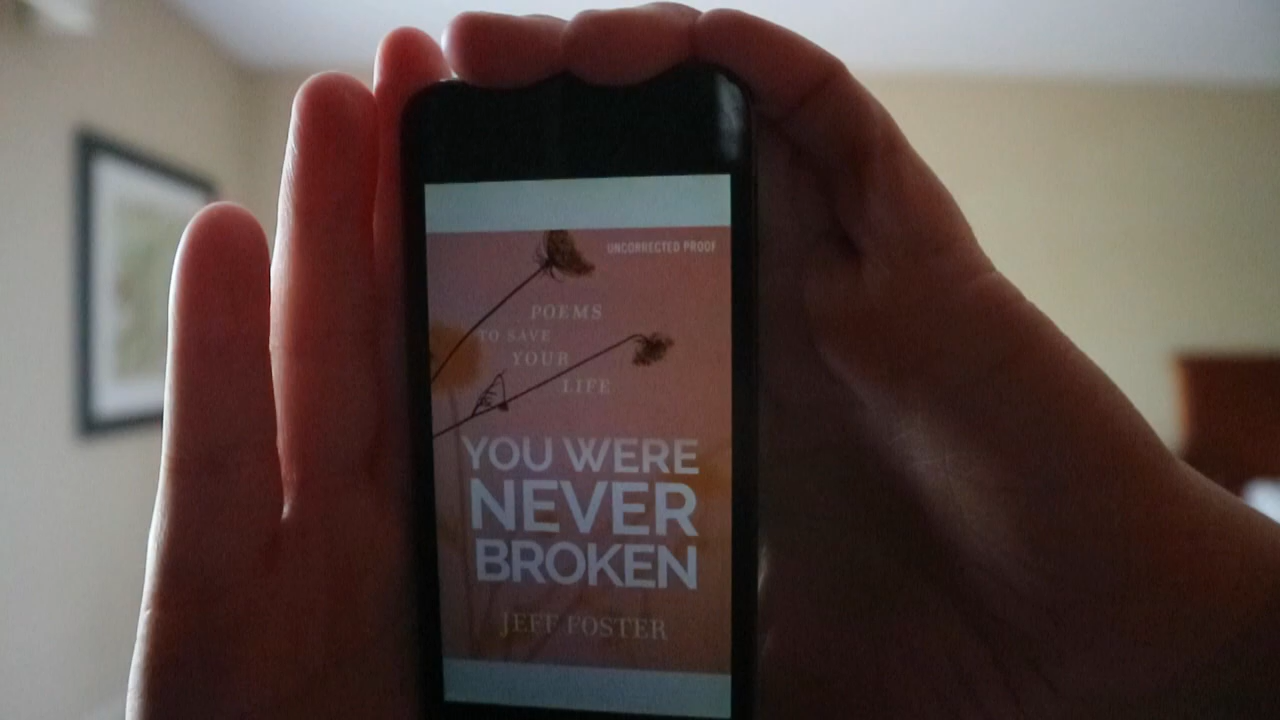 UNCORRECTED PROOF
POEMS
TO SAVE
YOUR
LIFE
YOU WERE
NEVER
BROKEN
JEFF FOSTER